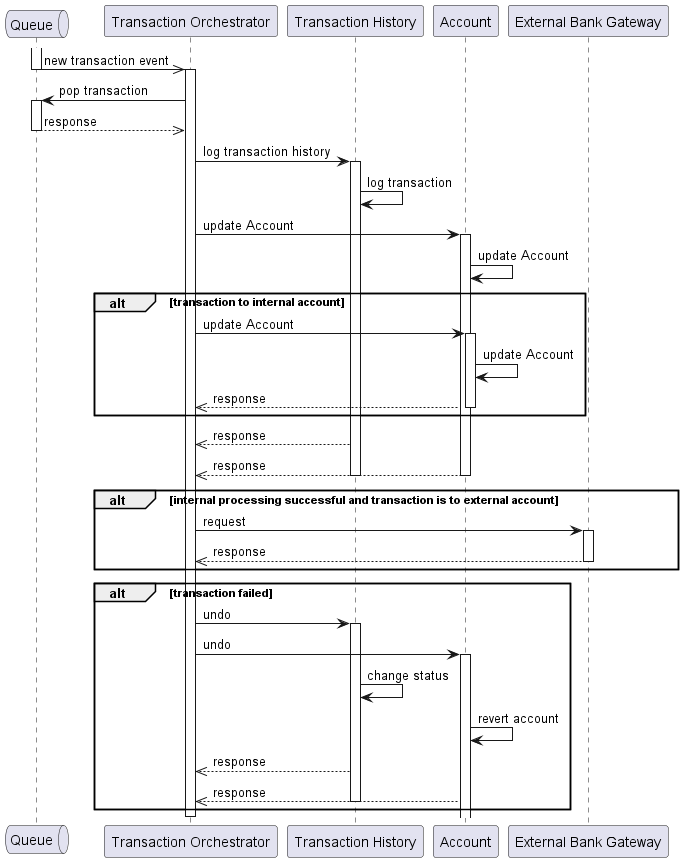 Queue
Transaction Orchestrator
Transaction History
Account
External Bank Gateway
new transaction event
pop transaction
response
log transaction history
log transaction
update Account
update Account
alt
[transaction to internal account]
update Account
update Account
response
response
response
alt
[internal processing successful and transaction is to external account]
request
response
alt
[transaction failed]
undo
undo
change status
revert account
response
response
Queue
Transaction Orchestrator
Transaction History
Account
External Bank Gateway